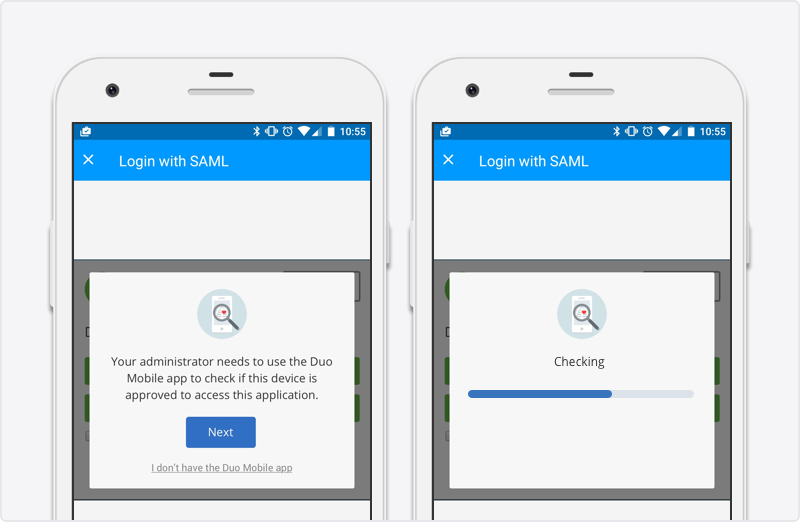 10:55
Login with SAML
Your administrator needs to use the Duo
Mobile app to check if this device is
approved to access this application.
Next
I don't have the Duo Mobile app
10:55
Login with SAML
Checking